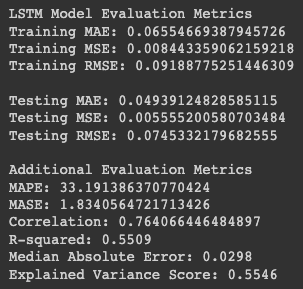 LSTM Model Evaluation Metrics
Training MAE: 0.06554669387945726
Training MSE: 0.008443359062159218
Training RMSE: 0.09188775251446309
Testing MAE: 0.04939124828585115
Testing MSE: 0.005555200580703484
Testing RMSE: 0.0745332179682555
Additional Evaluation Metrics
MAPE: 33.191386370770424
MASE: 1.8340564721713426
Correlation: 0.764066446484897
R-squared: 0.5509
Median Absolute Error: 0.0298
Explained Variance Score: 0.5546